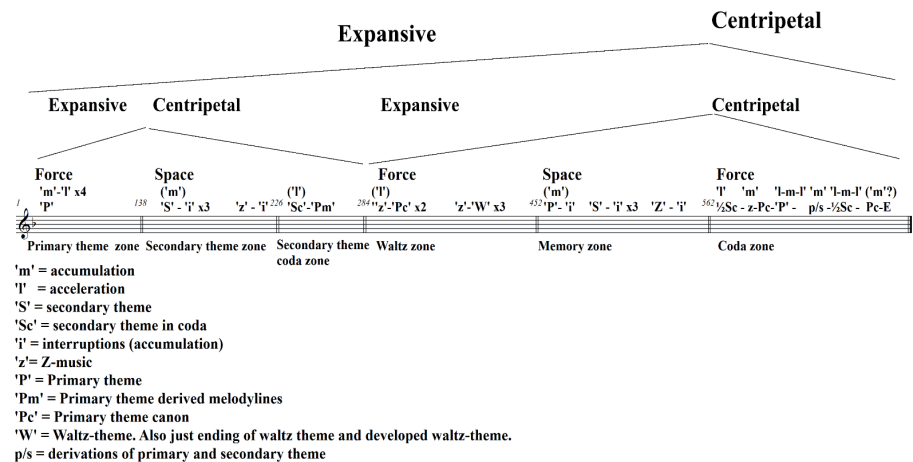 Expansive Centripetal
Expansive Centripetal Expansive Centripetal
Force Space Force Space Force
'm'-'l' x4 ('m') ('l') ('l') ('m') 'l' 'm' 'l-m-l' 'm' 'l-m-l' ('m'?)
1 'P' 138 'S' - 'i' x3 'z' - 'i' 226 'Sc'-'Pm' 284 ''z'-'Pc' x2 'z'-'W' x3 452 'P'- 'i' 'S' - 'i' x3 'Z' - 'i' 562 ½Sc - z-Pc-'P' - p/s -½Sc - Pc-E
Primary theme zone Secondary theme zone Secondary theme Waltz zone Memory zone Coda zone
coda zone
'm' = accumulation
'l' = acceleration
'S' = secondary theme
'Sc' = secondary theme in coda
'i' = interruptions (accumulation)
'z'= Z-music
'P' = Primary theme
'Pm' = Primary theme derived melodylines
'Pc' = Primary theme canon
'W' = Waltz-theme. Also just ending of waltz theme and developed waltz-theme.
p/s = derivations of primary and secondary theme